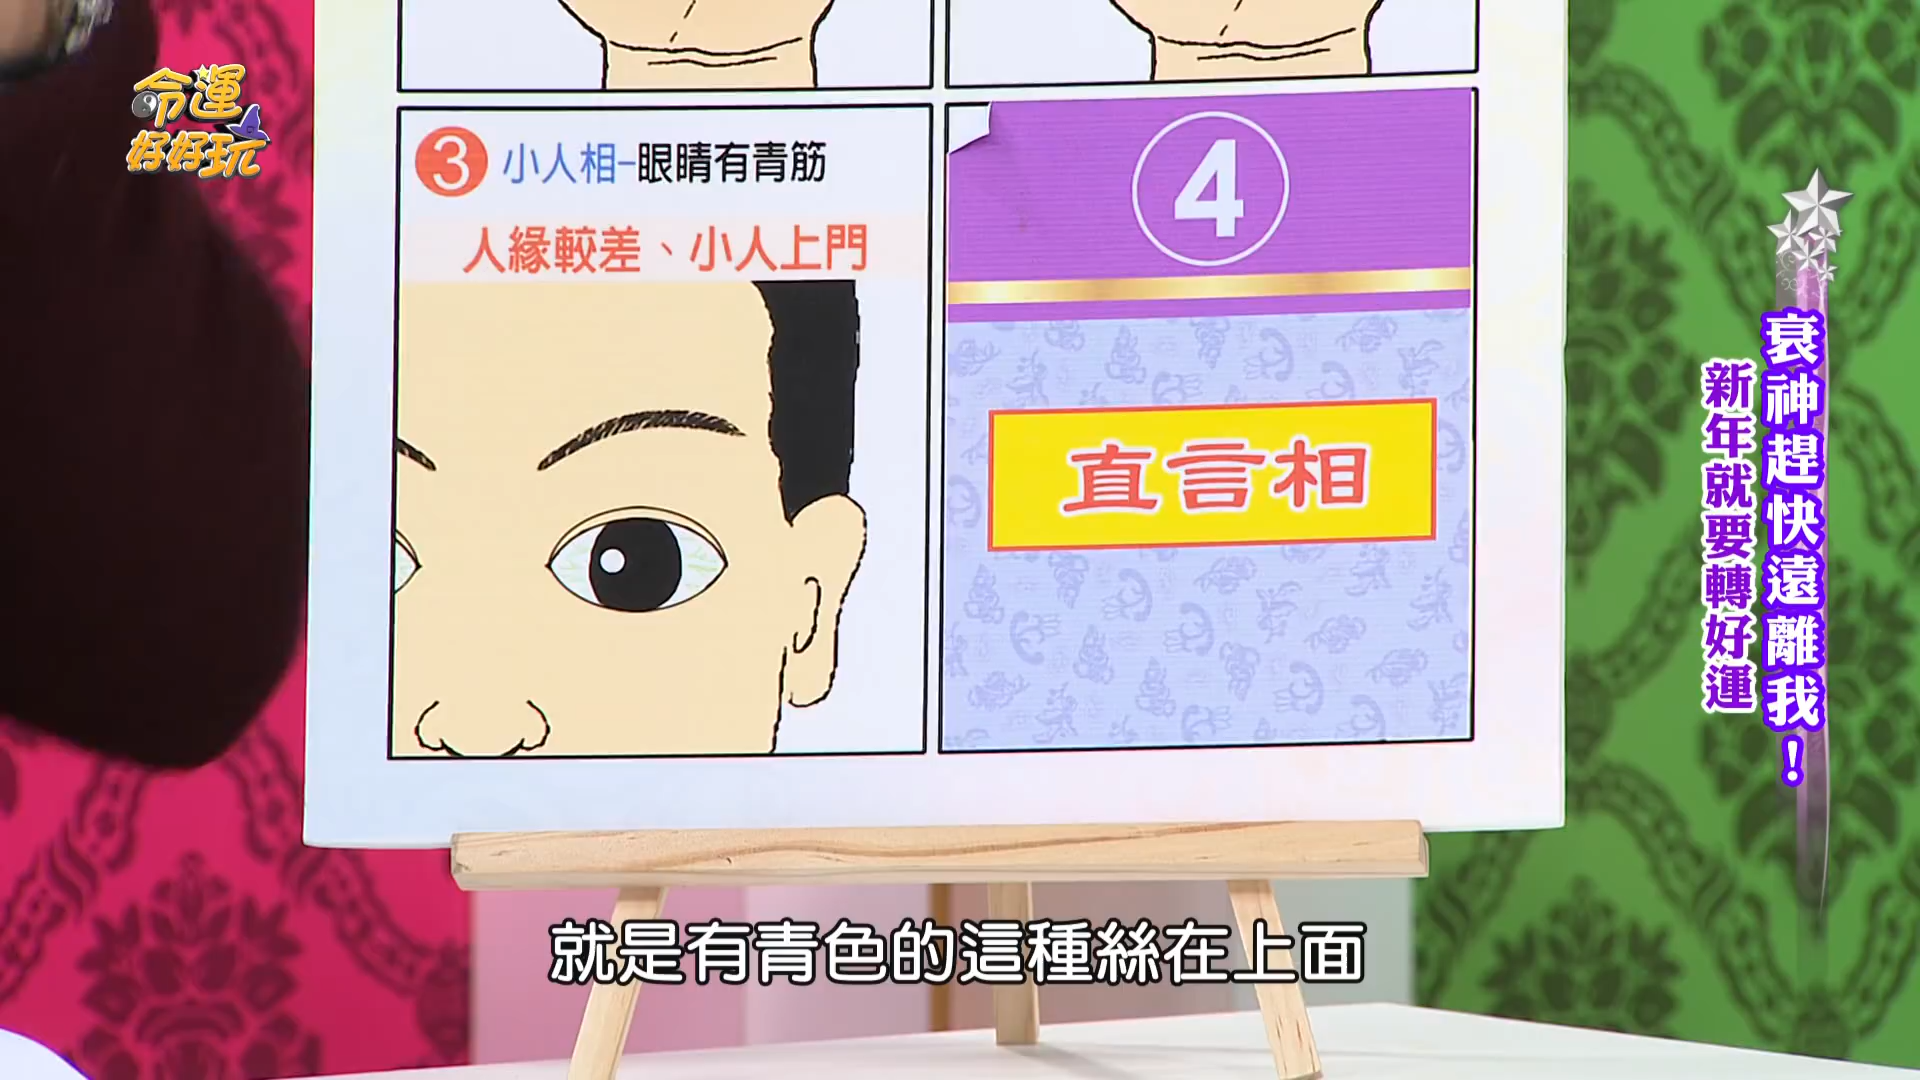 命運
好好玩
3 小人相-眼睛有青筋
人緣較差、小人上門
4
直言相
衰神趕快遠離我！
新年就要轉好運
就是有青色的這種絲在上面